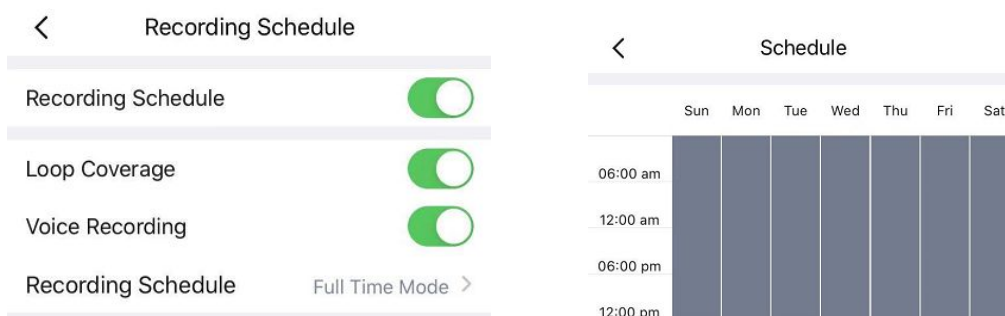 Recording Schedule
Recording Schedule
Loop Coverage
Voice Recording
Recording Schedule Full Time Mode
Schedule
Sun Mon Tue Wed Thu Fri Sat
06:00 am
12:00 am
06:00 pm
12:00 pm